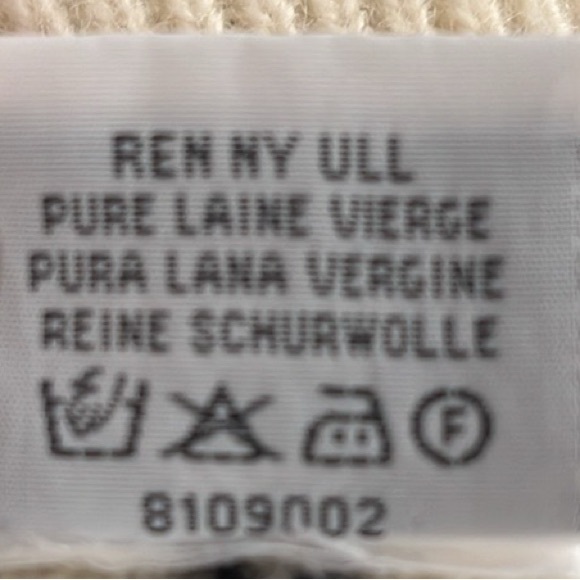 REN NY ULL
PURE LAINE VIERGE
PURA LANA VERGINE
REINE SCHURWOLLE
F
8109002